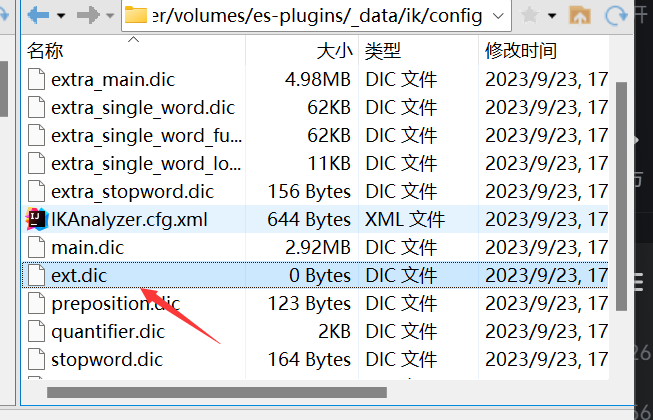 er/volumes/es-plugins/_data/ik/config
名称 大小 类型 修改时间
extra_main.dic 4.98MB DIC 文件 2023/9/23, 17
extra_single_word.dic 62KB DIC 文件 2023/9/23, 17
extra_single_word_fu... 62KB DIC 文件 2023/9/23, 17
extra_single_word_lo... 11KB DIC 文件 2023/9/23, 17
extra_stopword.dic 156 Bytes DIC 文件 2023/9/23, 17
IKAnalyzer.cfg.xml 644 Bytes XML 文件 2023/9/23, 17
main.dic 2.92MB DIC 文件 2023/9/23, 17
ext.dic 0 Bytes DIC 文件 2023/9/23, 17
preposition.dic 123 Bytes DIC 文件 2023/9/23, 17
quantifier.dic 2KB DIC 文件 2023/9/23, 17
stopword.dic 164 Bytes DIC 文件 2023/9/23, 17